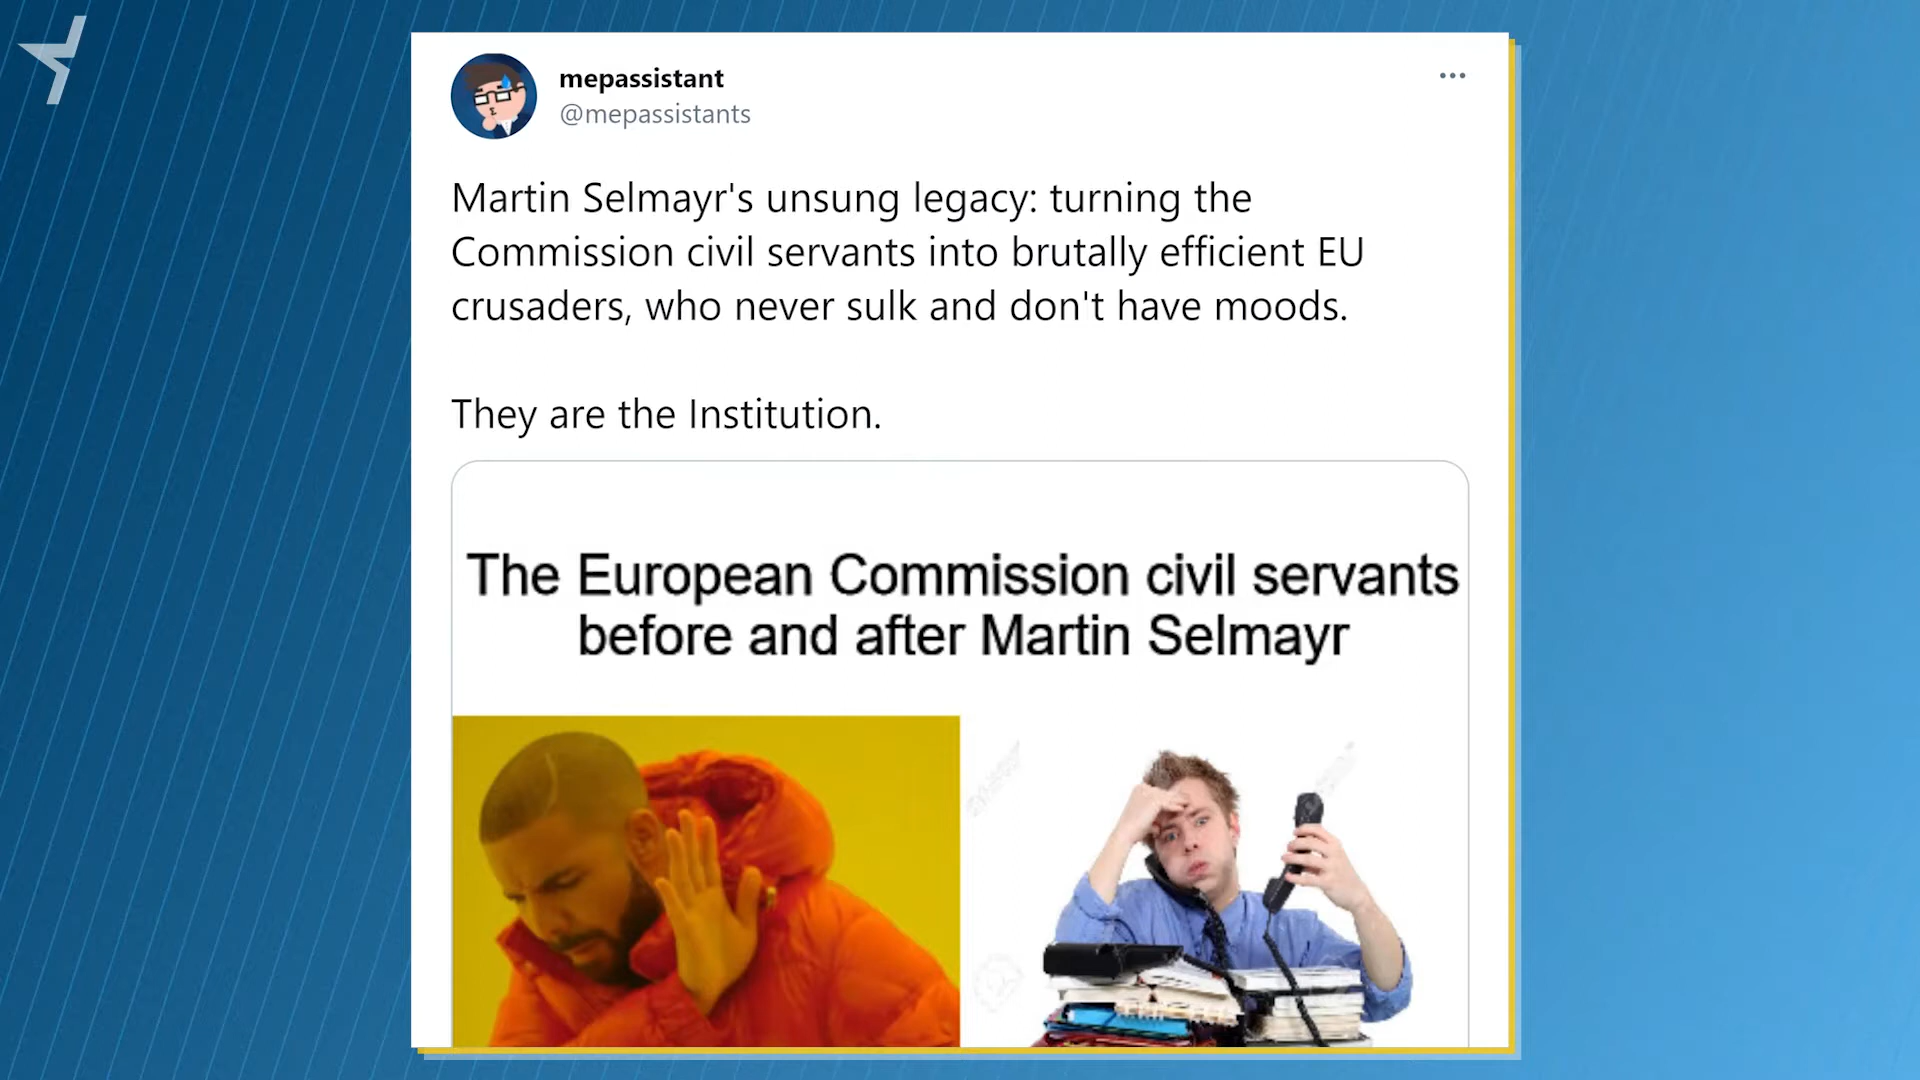 mepassistant
@mepassistants
Martin Selmayr's unsung legacy: turning the
Commission civil servants into brutally efficient EU
crusaders, who never sulk and don't have moods.
They are the Institution.
The European Commission civil servants
before and after Martin Selmayr